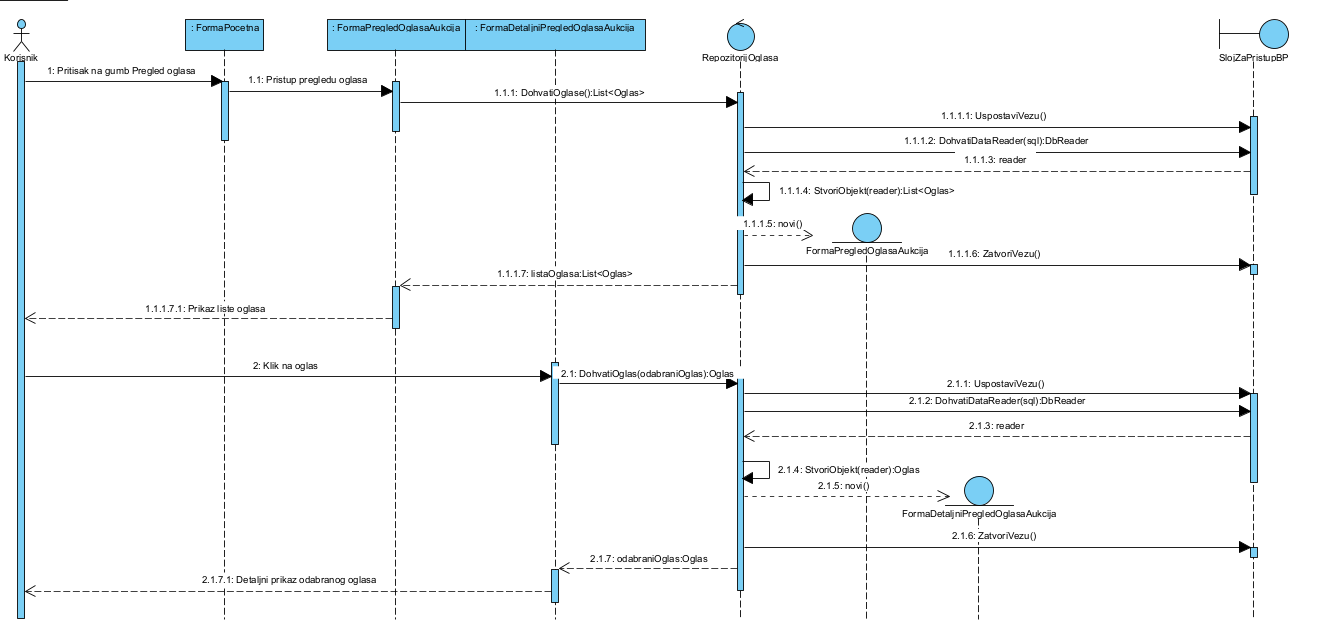 : FormaPocetna
: FormaPregledOglasaAukcija
: FormaDetaljniPregledOglasaAukcija
Korisnik
RepozitorijOglasa
SlojZaPristupBP
1: Pritisak na gumb Pregled oglasa
1.1: Pristup pregledu oglasa
1.1.1: DohvatiOglase():List<Oglas>
1.1.1.1: UspostaviVezu()
1.1.1.2: DohvatiDataReader(sql):DbReader
1.1.1.3: reader
1.1.1.4: StvoriObjekt(reader):List<Oglas>
1.1.1.5: novi()
FormaPregledOglasaAukcija
1.1.1.6: ZatvoriVezu()
1.1.1.7: listaOglasa:List<Oglas>
1.1.1.7.1: Prikaz liste oglasa
2: Klik na oglas
2.1: DohvatiOglas(odabraniOglas):Oglas
2.1.1: UspostaviVezu()
2.1.2: DohvatiDataReader(sql):DbReader
2.1.3: reader
2.1.4: StvoriObjekt(reader):Oglas
2.1.5: novi()
FormaDetaljniPregledOglasaAukcija
2.1.6: ZatvoriVezu()
2.1.7: odabraniOglas:Oglas
2.1.7.1: Detaljni prikaz odabranog oglasa